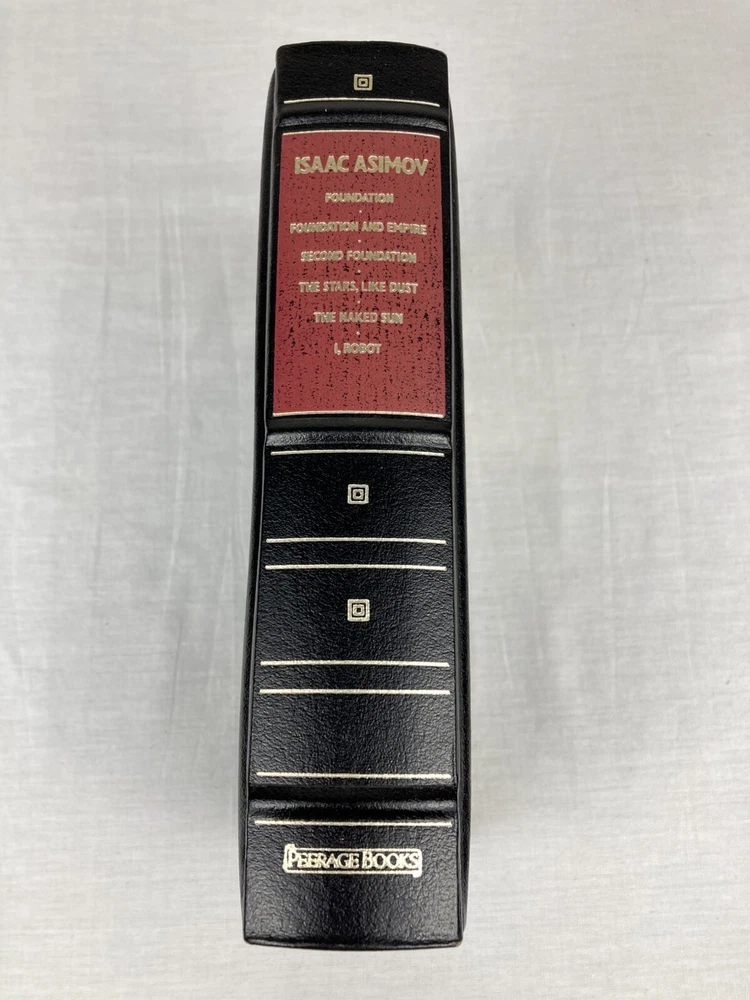 ISAAC ASIMOV
FOUNDATION
FOUNDATION AND EMPIRE
SECOND FOUNDATION
THE STARS, LIKE DUST
THE NAKED SUN
I, ROBOT
PEERAGE BOOKS